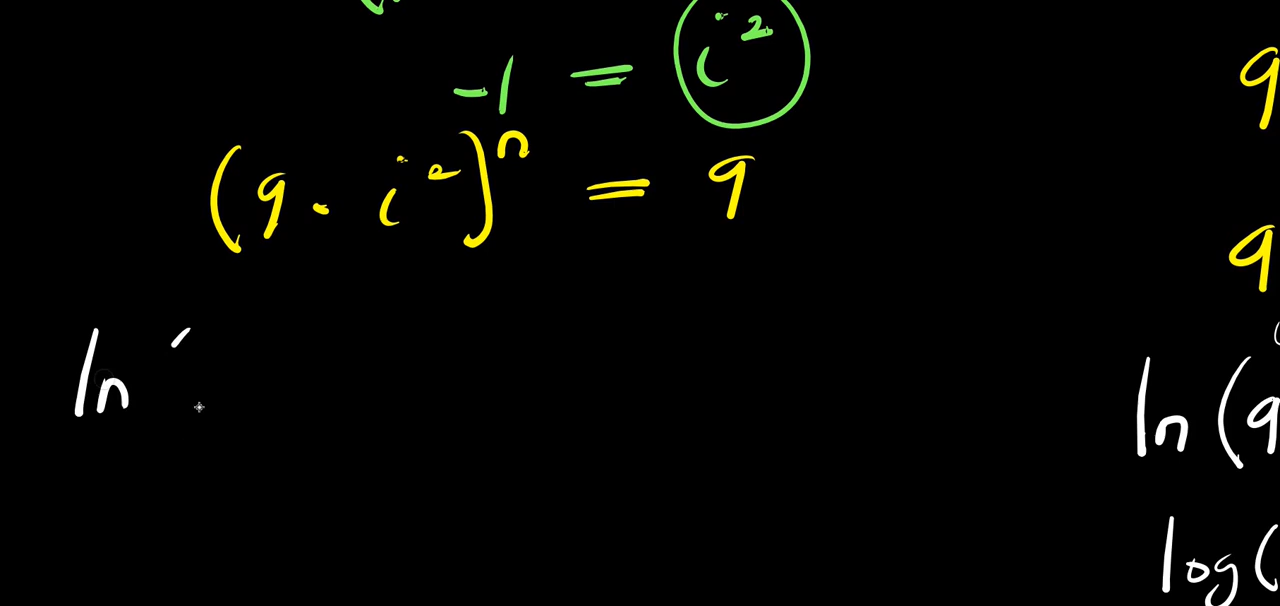 -1 = i²
(9 · i²)ⁿ = 9
ln
9
9
ln (9
log (